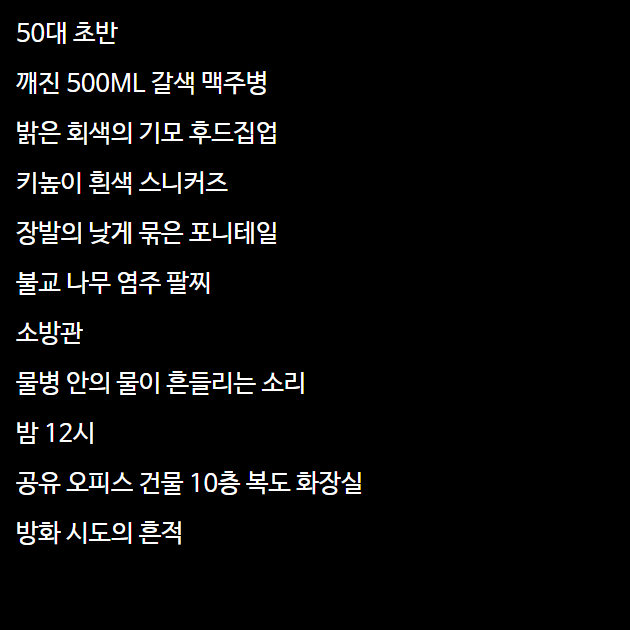 50대 초반
깨진 500ML 갈색 맥주병
밝은 회색의 기모 후드집업
키높이 흰색 스니커즈
장발의 낮게 묶은 포니테일
불교 나무 염주 팔찌
소방관
물병 안의 물이 흔들리는 소리
밤 12시
공유 오피스 건물 10층 복도 화장실
방화 시도의 흔적